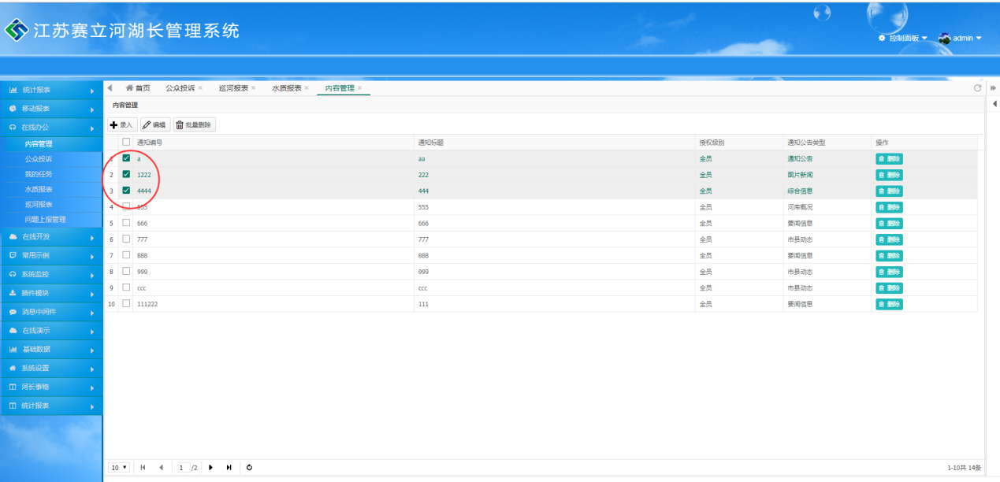 江苏赛立河湖长管理系统
控制面板 admin
统计报表
移动报表
在线办公
内容管理
公众投诉
我的任务
水质报表
巡河报表
问题上报管理
在线开发
常用示例
系统监控
插件模块
消息中间件
在线演示
基础数据
系统设置
河长事物
统计报表
首页 公众投诉 × 巡河报表 × 水质报表 × 内容管理 ×
内容管理
录入 编辑 批量删除
通知编号 通知标题 授权级别 通知公告类型 操作
1 a aa 全员 通知公告 删除
2 1222 222 全员 图片新闻 删除
3 4444 444 全员 综合信息 删除
4 555 555 全员 河库概况 删除
5 666 666 全员 要闻信息 删除
6 777 777 全员 市县动态 删除
7 888 888 全员 要闻信息 删除
8 999 999 全员 市县动态 删除
9 ccc ccc 全员 市县动态 删除
10 111222 111 全员 要闻信息 删除
10 1 /2 1-10共 14条